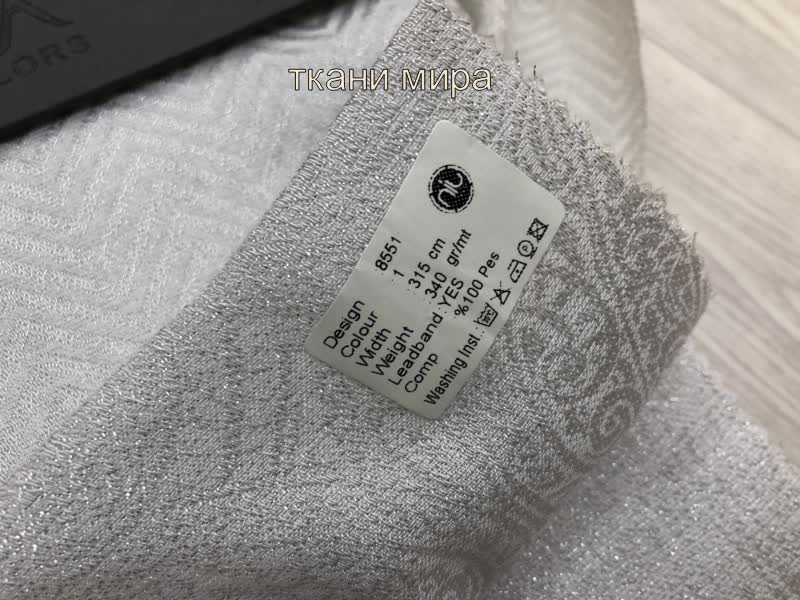 LORS
ткани мира
Design 8551
Colour : 1
Width : 315 cm
Weight : 340 gr/mt
Leadband : YES
Comp : %100 Pes
Washing Inst.: